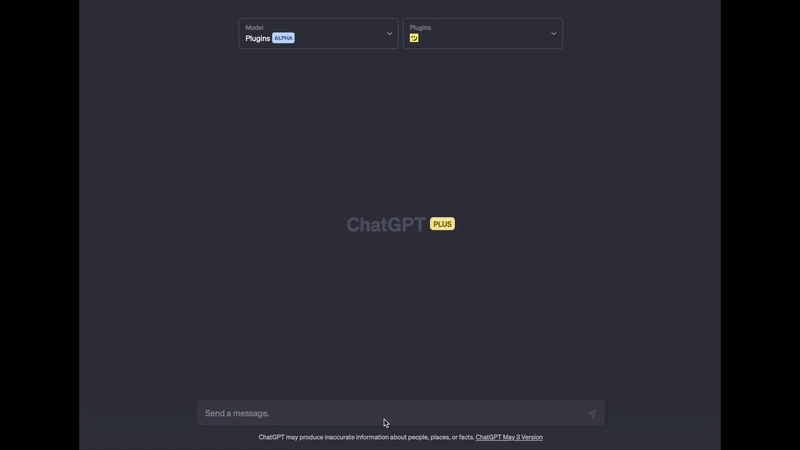 Model
Plugins ALPHA
Plugins
ChatGPT PLUS
Send a message.
ChatGPT may produce inaccurate information about people, places, or facts. ChatGPT May 3 Version